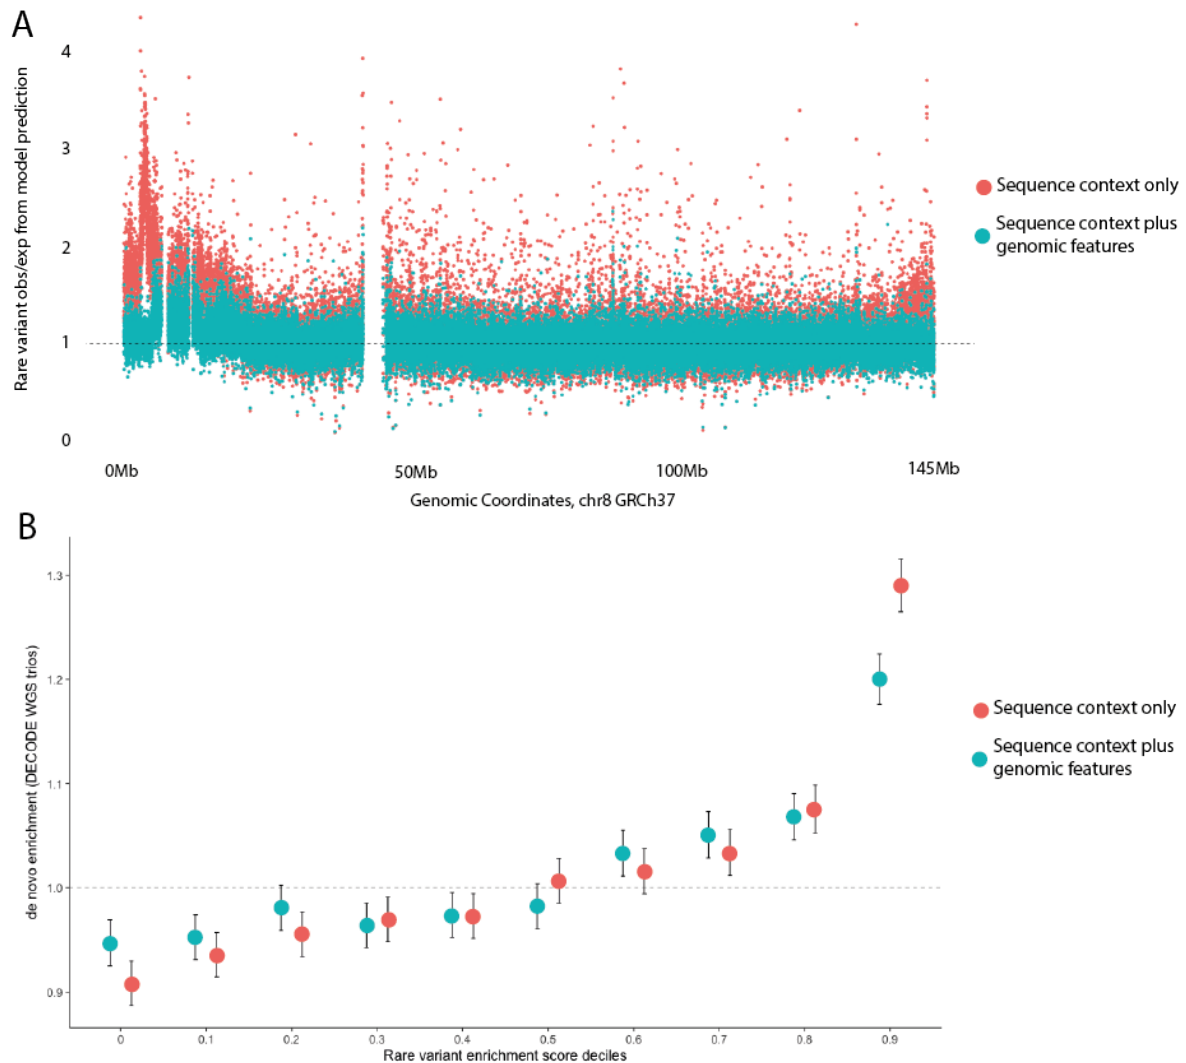 A
Rare variant obs/exp from model prediction
4
3
2
1
0
0Mb
50Mb
100Mb
145Mb
Genomic Coordinates, chr8 GRCh37
Sequence context only
Sequence context plus
genomic features
B
de novo enrichment (DECODE WGS trios)
1.3
1.2
1.1
1.0
0.9
0
0.1
0.2
0.3
0.4
0.5
0.6
0.7
0.8
0.9
Rare variant enrichment score deciles
Sequence context only
Sequence context plus
genomic features